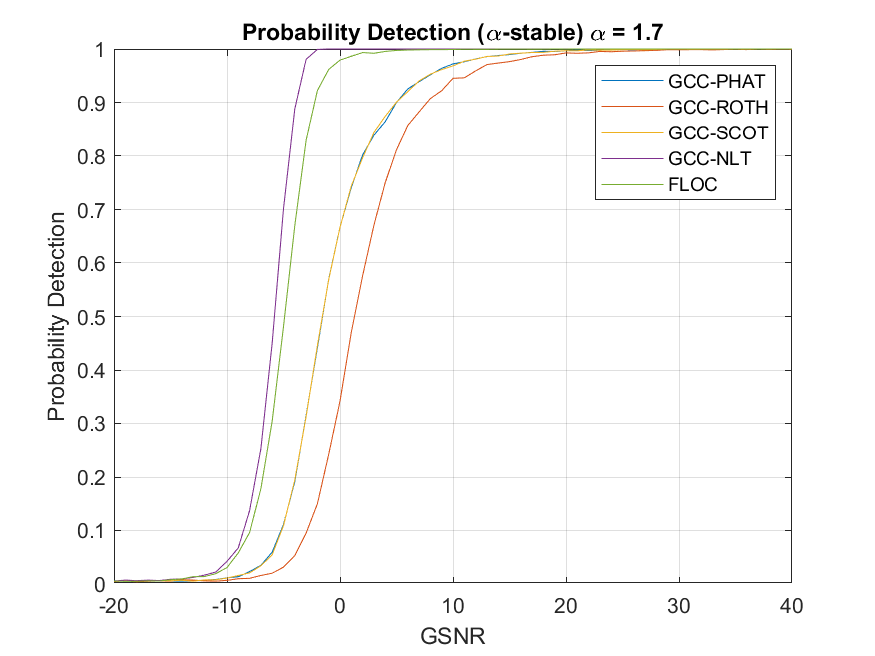 Probability Detection (α-stable) α = 1.7
1
0.9
0.8
0.7
0.6
0.5
0.4
0.3
0.2
0.1
0
Probability Detection
-20 -10 0 10 20 30 40
GSNR
GCC-PHAT
GCC-ROTH
GCC-SCOT
GCC-NLT
FLOC